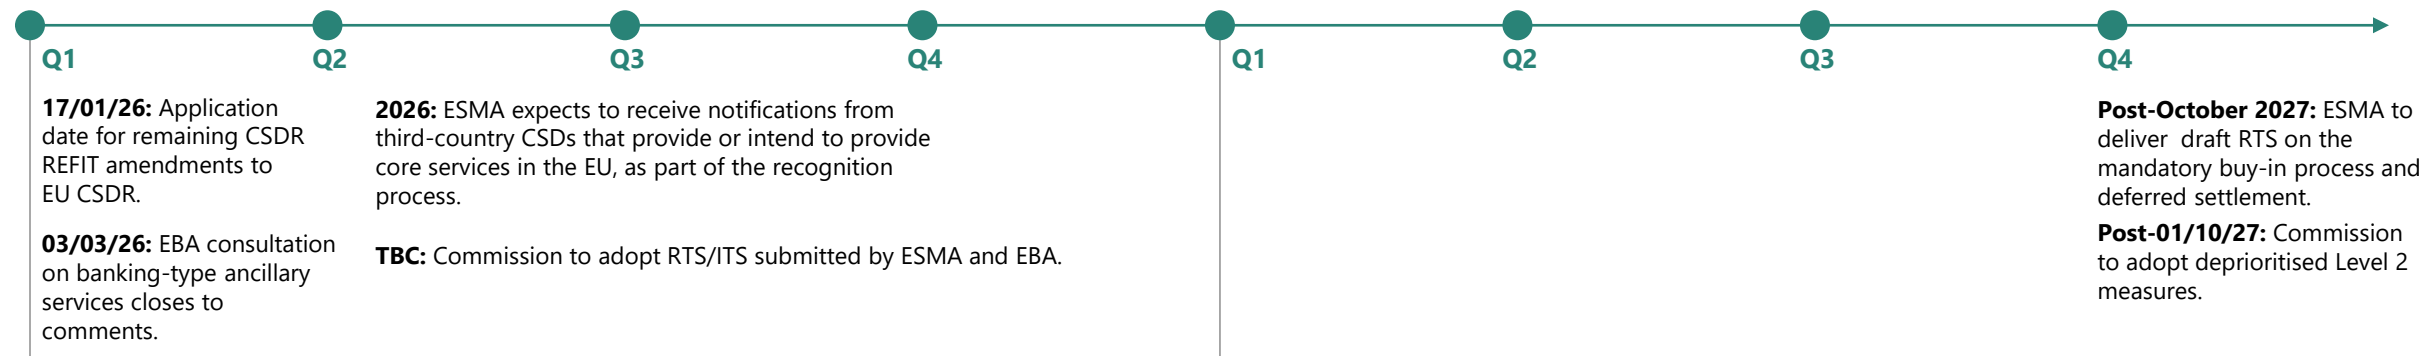 Q1
Q2
Q3
Q4
Q1
Q2
Q3
Q4
17/01/26: Application
date for remaining CSDR
REFIT amendments to
EU CSDR.
03/03/26: EBA consultation
on banking-type ancillary
services closes to
comments.
2026: ESMA expects to receive notifications from
third-country CSDs that provide or intend to provide
core services in the EU, as part of the recognition
process.
TBC: Commission to adopt RTS/ITS submitted by ESMA and EBA.
Post-October 2027: ESMA to
deliver  draft RTS on the
mandatory buy-in process and
deferred settlement.
Post-01/10/27: Commission
to adopt deprioritised Level 2
measures.